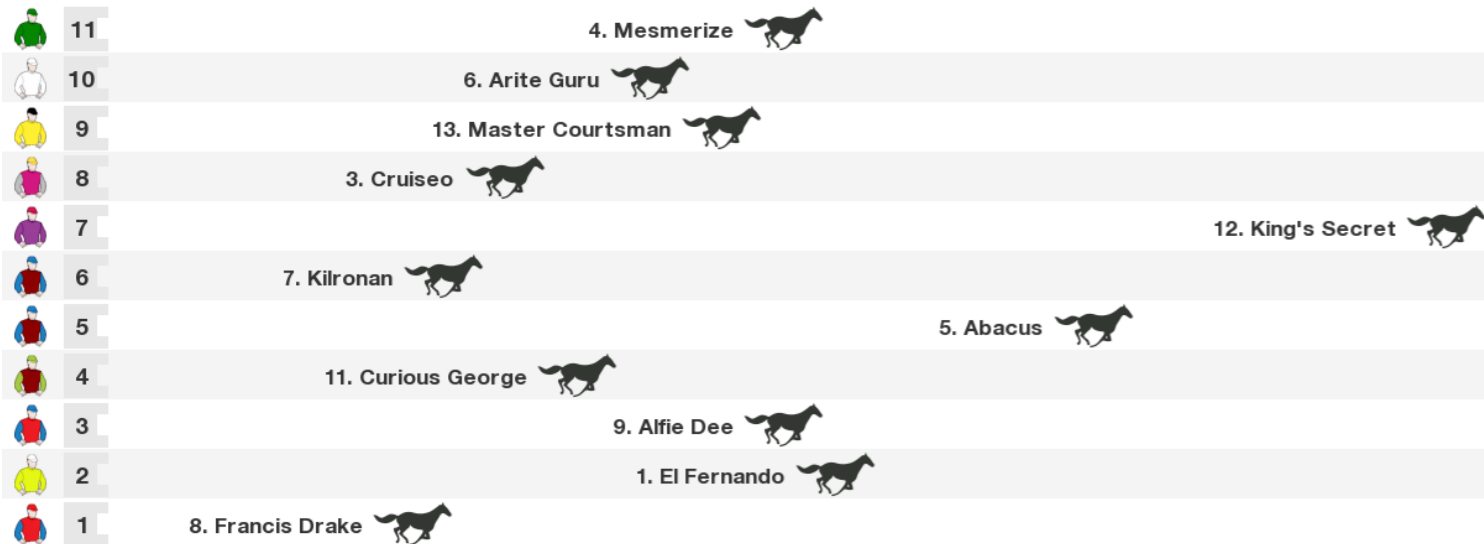 11 4. Mesmerize
10 6. Arite Guru
9 13. Master Courtsman
8 3. Cruiseo
7 12. King's Secret
6 7. Kilronan
5 5. Abacus
4 11. Curious George
3 9. Alfie Dee
2 1. El Fernando
1 8. Francis Drake